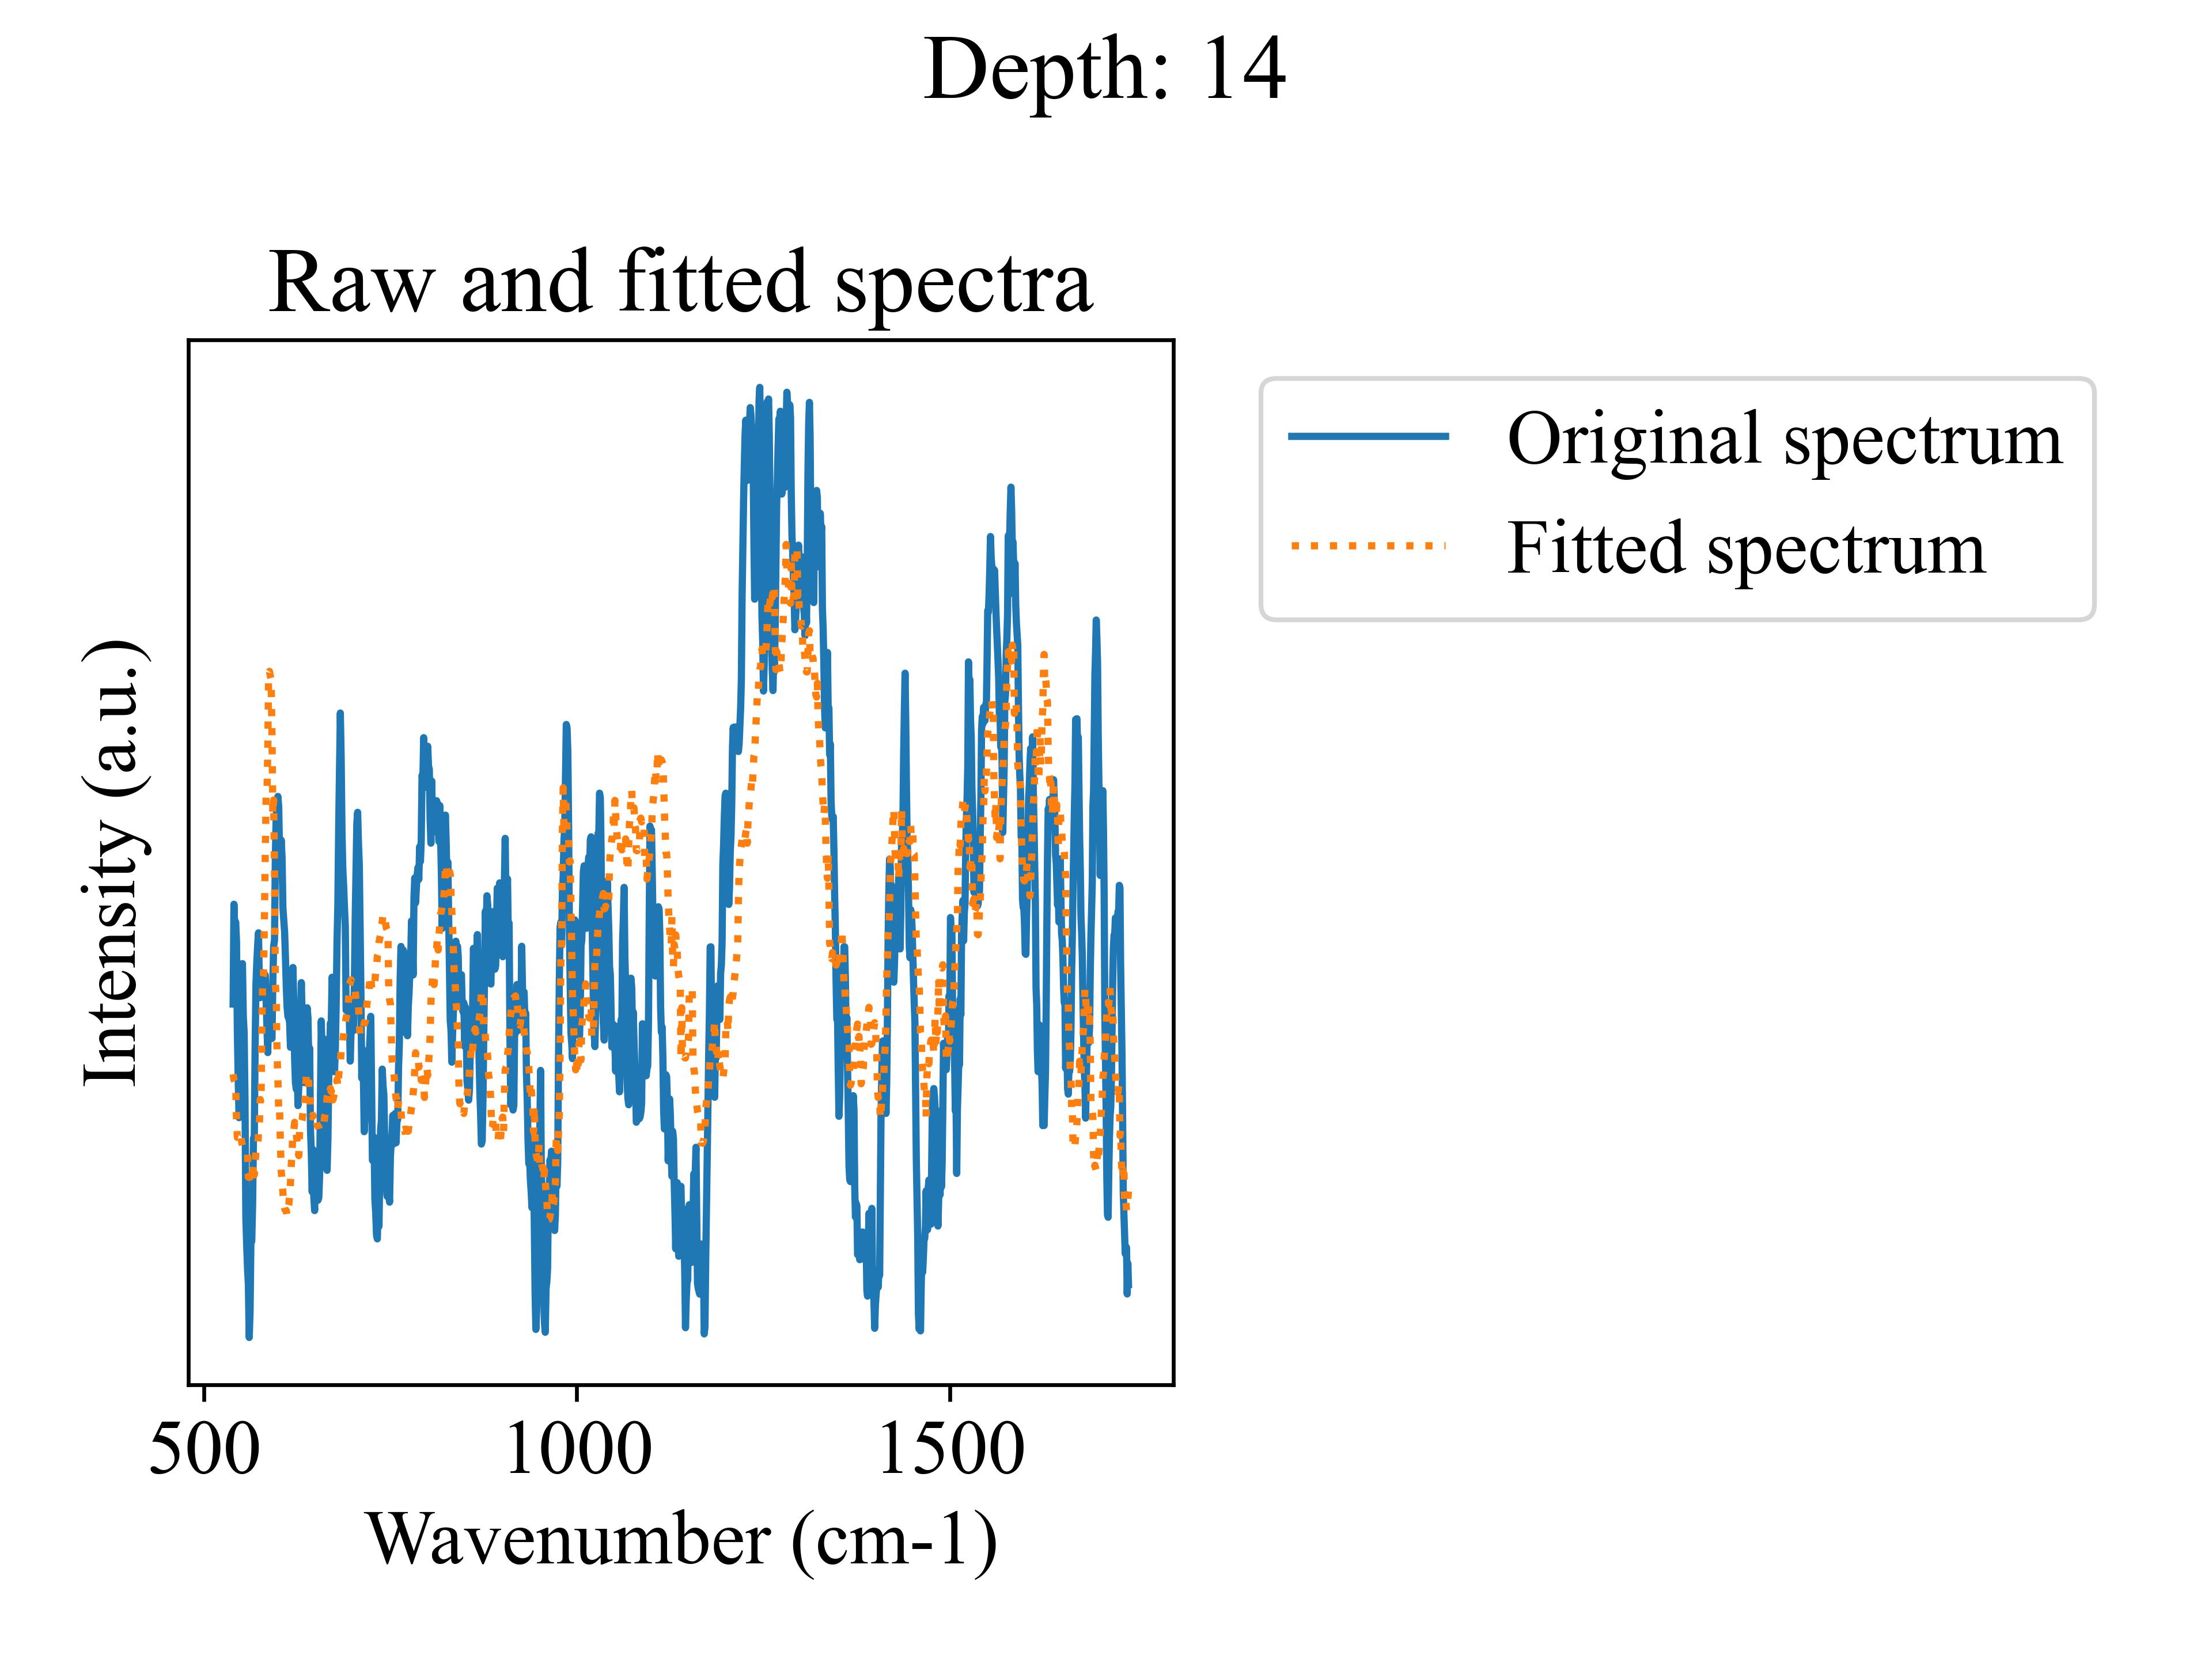 Depth: 14
Raw and fitted spectra
Original spectrum
Fitted spectrum
Intensity (a.u.)
500 1000 1500
Wavenumber (cm-1)